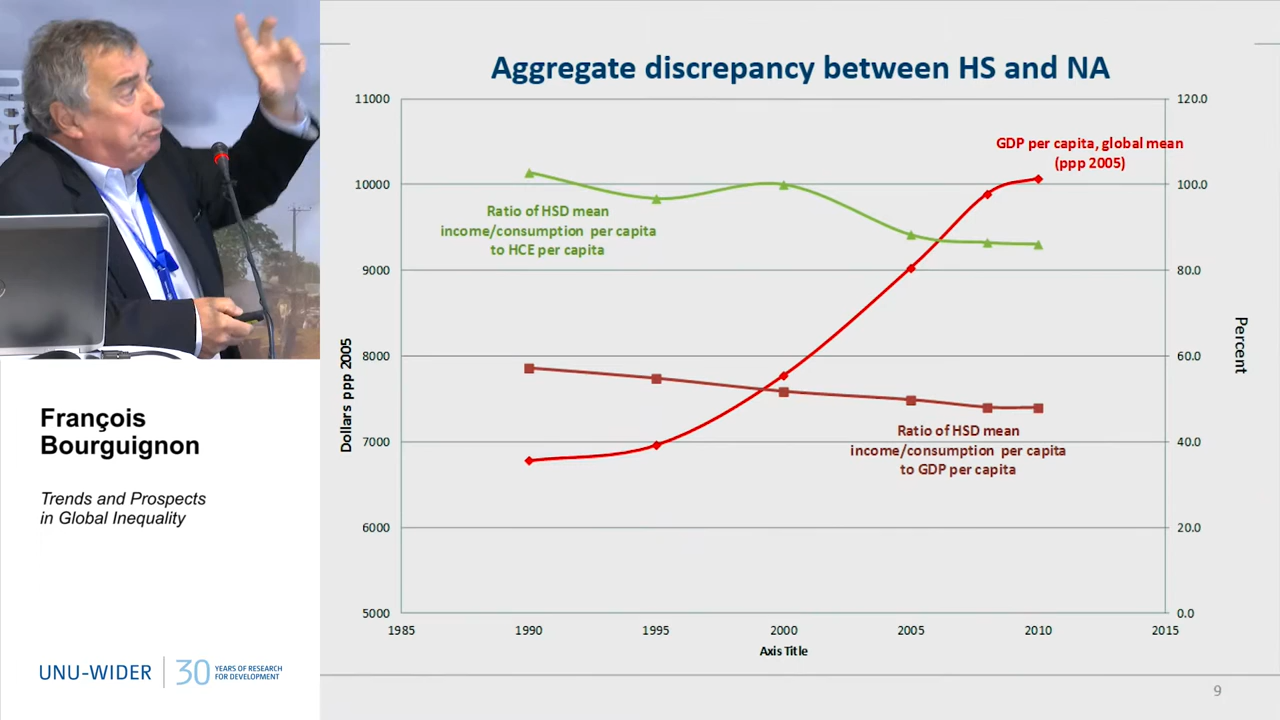 Aggregate discrepancy between HS and NA
11000
10000
9000
8000
7000
6000
5000
Dollars ppp 2005
120.0
100.0
80.0
60.0
40.0
20.0
0.0
Percent
GDP per capita, global mean
(ppp 2005)
Ratio of HSD mean
income/consumption per capita
to HCE per capita
Ratio of HSD mean
income/consumption per capita
to GDP per capita
1985
1990
1995
2000
2005
2010
2015
Axis Title
9
François
Bourguignon
Trends and Prospects
in Global Inequality
UNU-WIDER
30
YEARS OF RESEARCH
FOR DEVELOPMENT